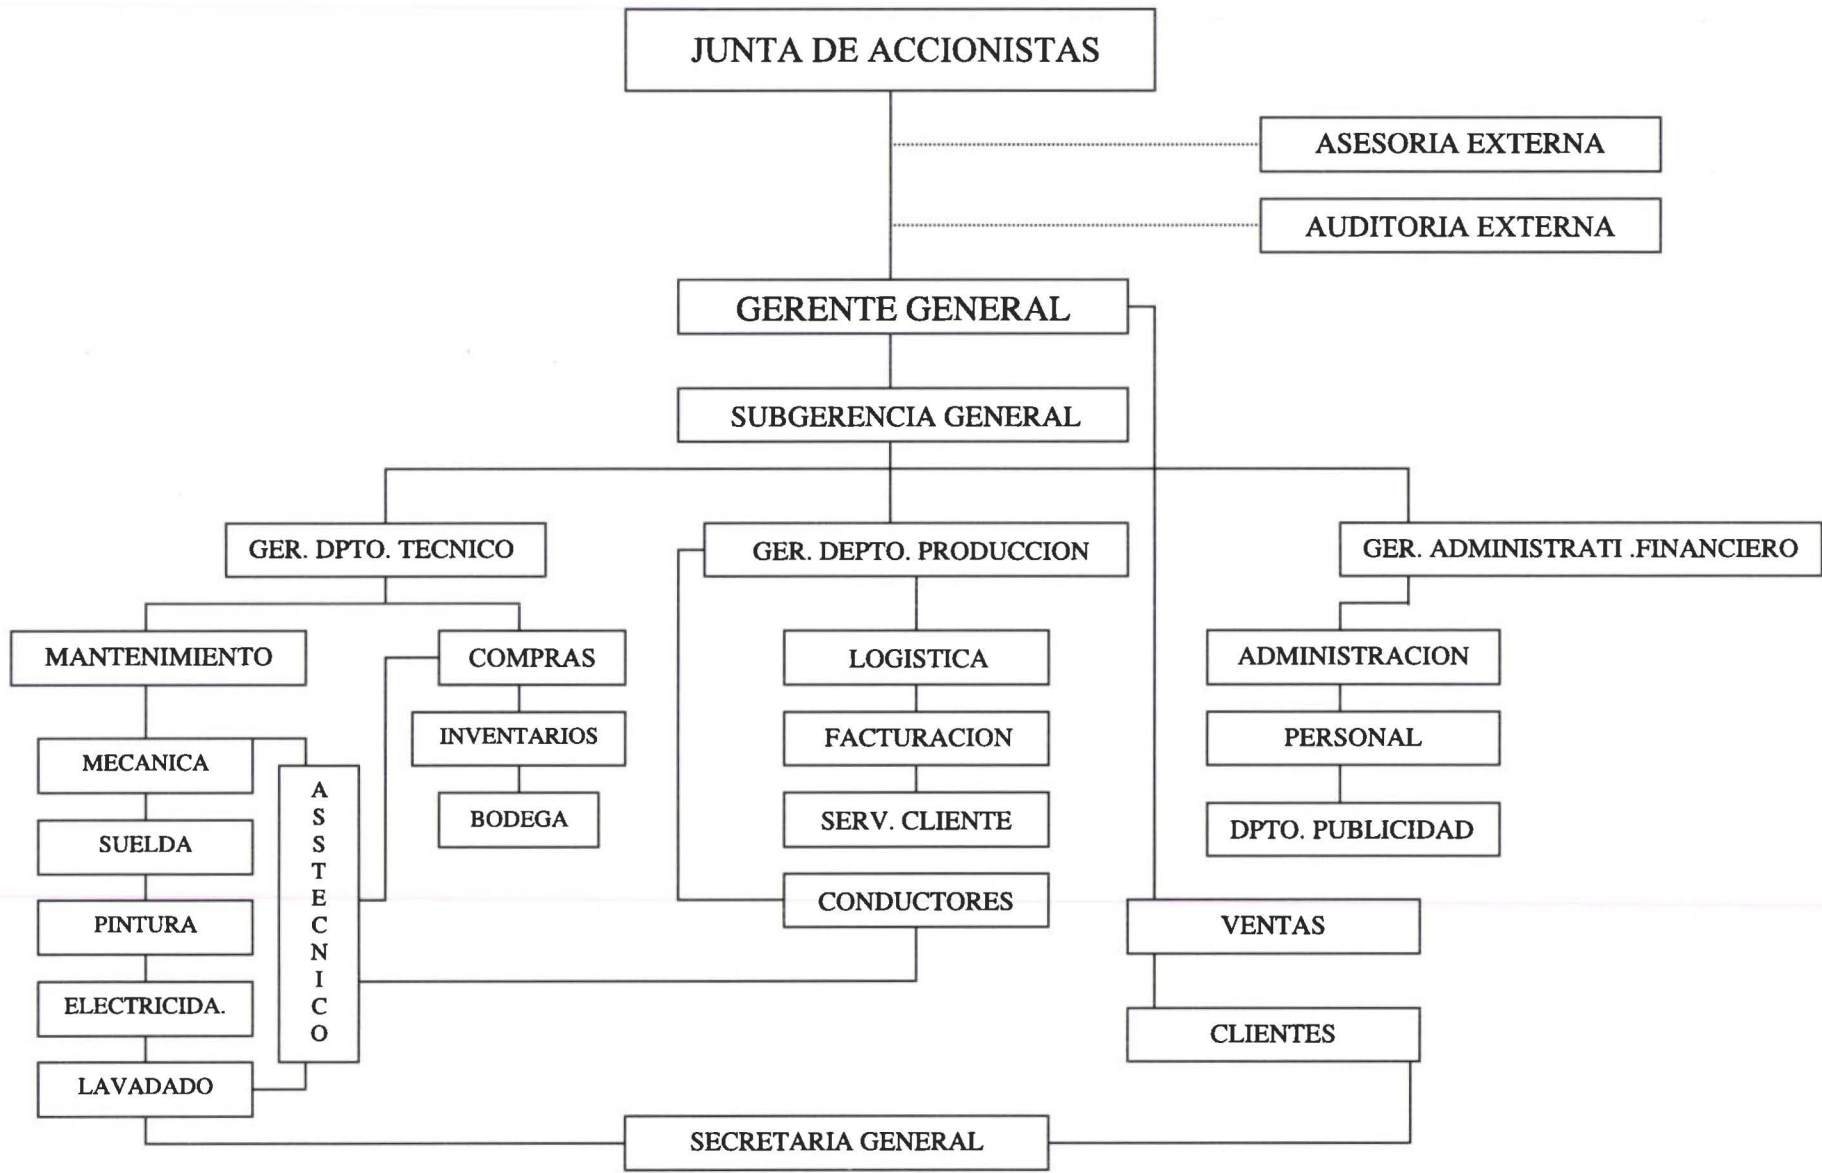 JUNTA DE ACCIONISTAS
ASESORIA EXTERNA
AUDITORIA EXTERNA
GERENTE GENERAL
SUBGERENCIA GENERAL
GER. DPTO. TECNICO
GER. DEPTO. PRODUCCION
GER. ADMINISTRATI .FINANCIERO
MANTENIMIENTO
COMPRAS
LOGISTICA
ADMINISTRACION
INVENTARIOS
FACTURACION
PERSONAL
MECANICA
ASSTECNICO
BODEGA
SERV. CLIENTE
DPTO. PUBLICIDAD
SUELDA
CONDUCTORES
PINTURA
VENTAS
ELECTRICIDA.
CLIENTES
LAVADADO
SECRETARIA GENERAL